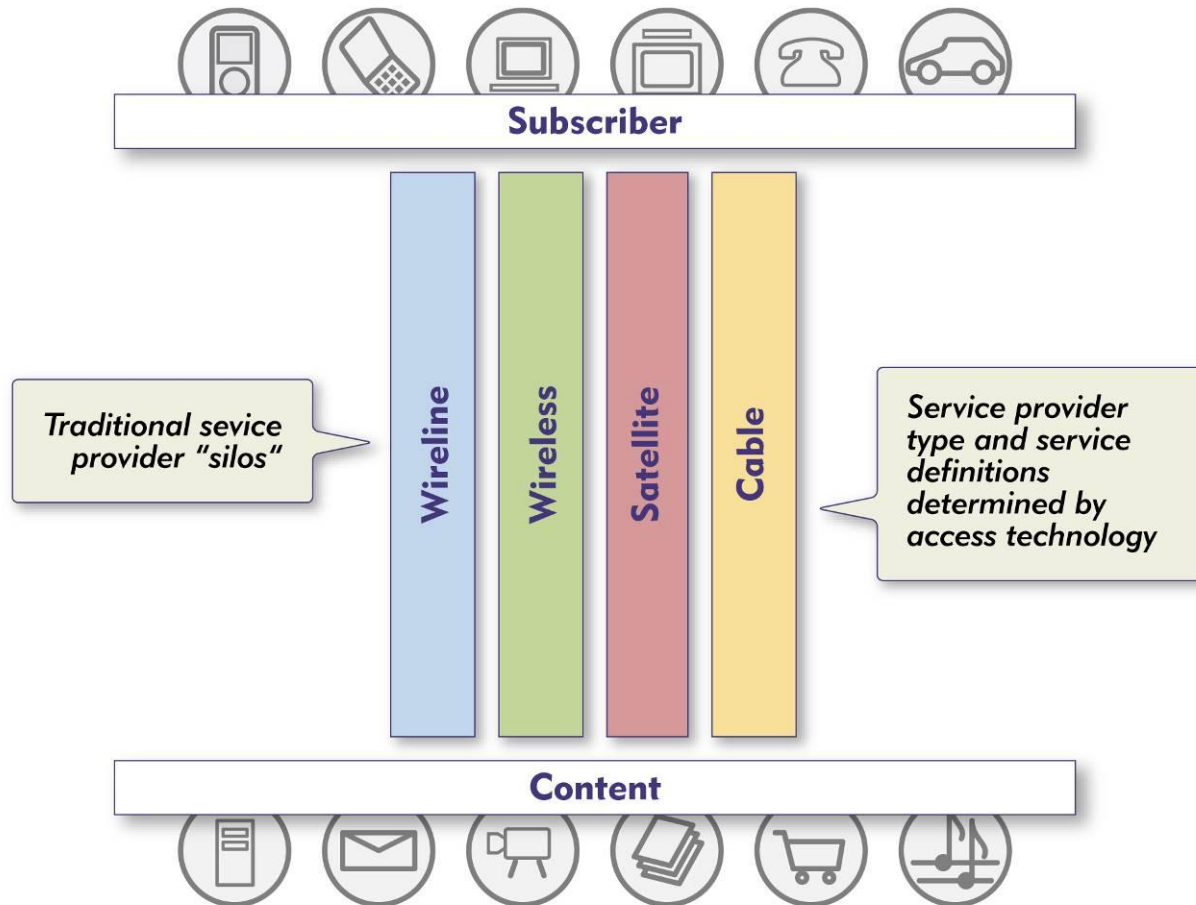 Subscriber
Traditional sevice
provider "silos"
Wireline
Wireless
Satellite
Cable
Service provider
type and service
definitions
determined by
access technology
Content